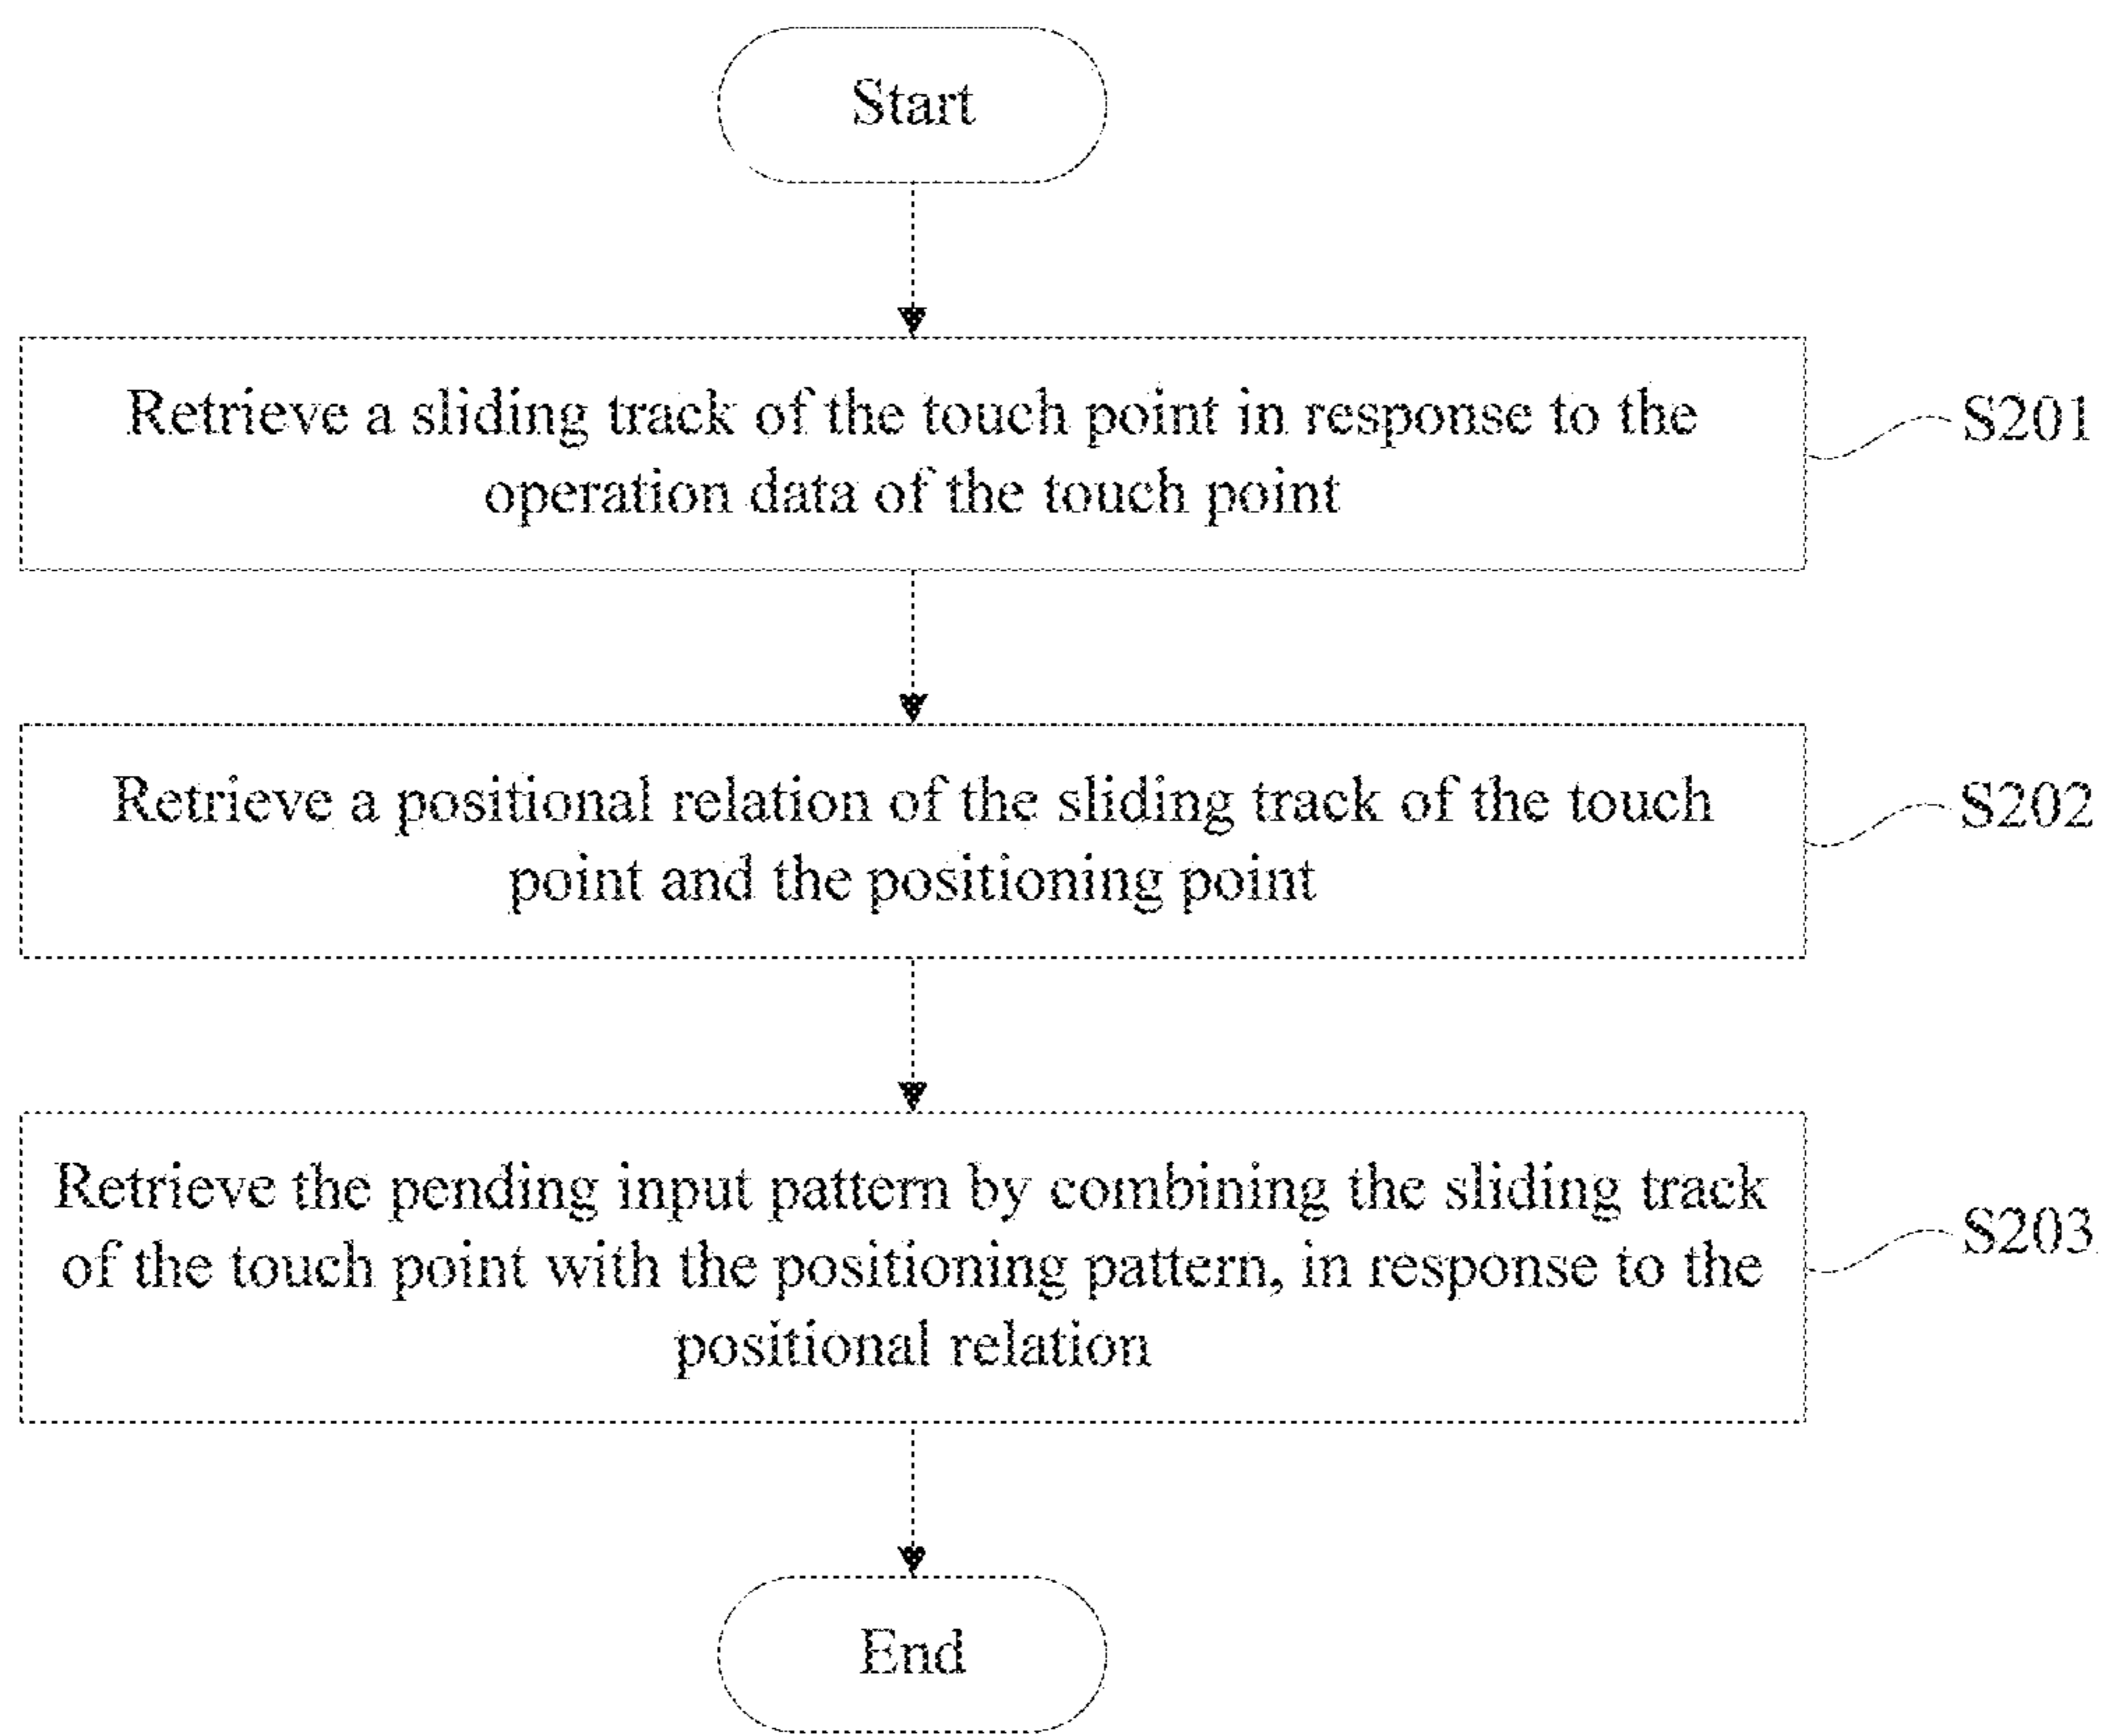 Start
Retrieve a sliding track of the touch point in response to the
operation data of the touch point
S201
Retrieve a positional relation of the sliding track of the touch
point and the positioning point
S202
Retrieve the pending input pattern by combining the sliding track
of the touch point with the positioning pattern, in response to the
positional relation
S203
End